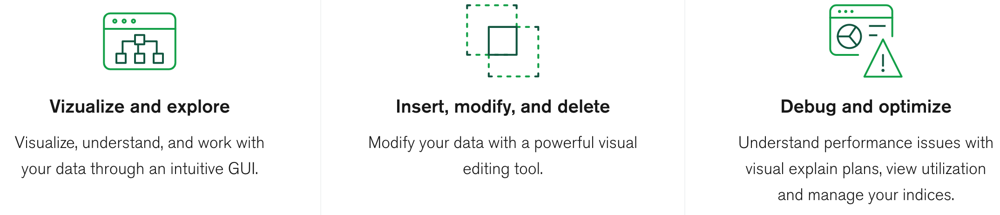 Vizualize and explore
Visualize, understand, and work with
your data through an intuitive GUI.
Insert, modify, and delete
Modify your data with a powerful visual
editing tool.
Debug and optimize
Understand performance issues with
visual explain plans, view utilization
and manage your indices.